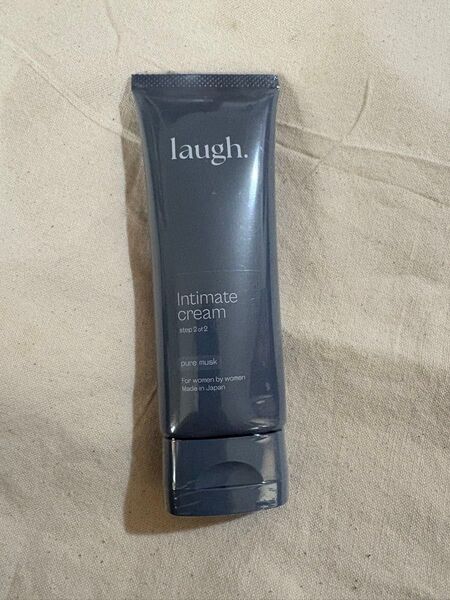 laugh.
Intimate
cream
step 2 of 2
pure musk
For women by women
Made in Japan